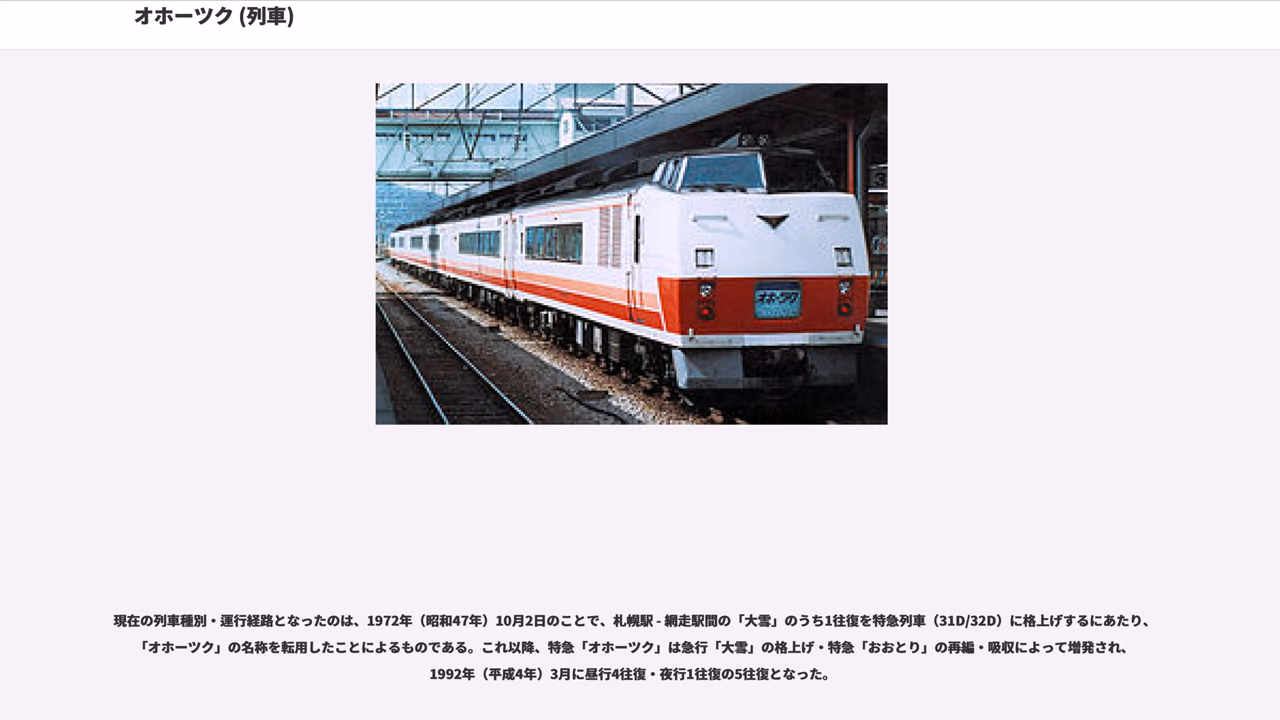 オホーツク (列車)
オホーツク
現在の列車種別・運行経路となったのは、1972年（昭和47年）10月2日のことで、札幌駅 - 網走駅間の「大雪」のうち1往復を特急列車（31D/32D）に格上げするにあたり、
「オホーツク」の名称を転用したことによるものである。これ以降、特急「オホーツク」は急行「大雪」の格上げ・特急「おおとり」の再編・吸収によって増発され、
1992年（平成4年）3月に昼行4往復・夜行1往復の5往復となった。